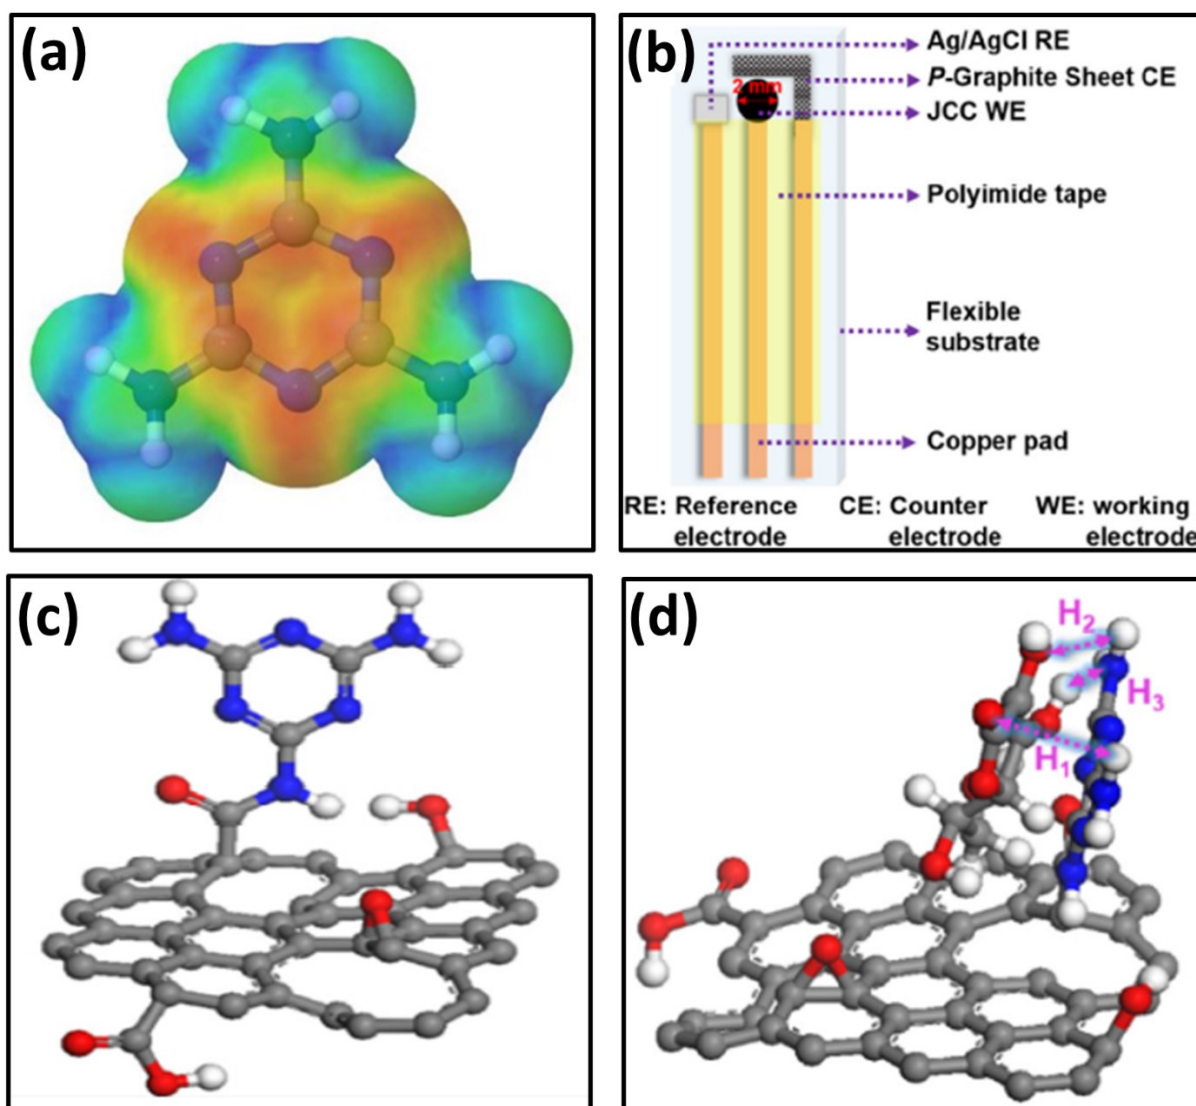 (a)
(b)
Ag/AgCl RE
P-Graphite Sheet CE
2 mm
JCC WE
Polyimide tape
Flexible
substrate
Copper pad
RE: Reference
electrode
CE: Counter
electrode
WE: working
electrode
(c)
(d)
H₂
H₃
H₁